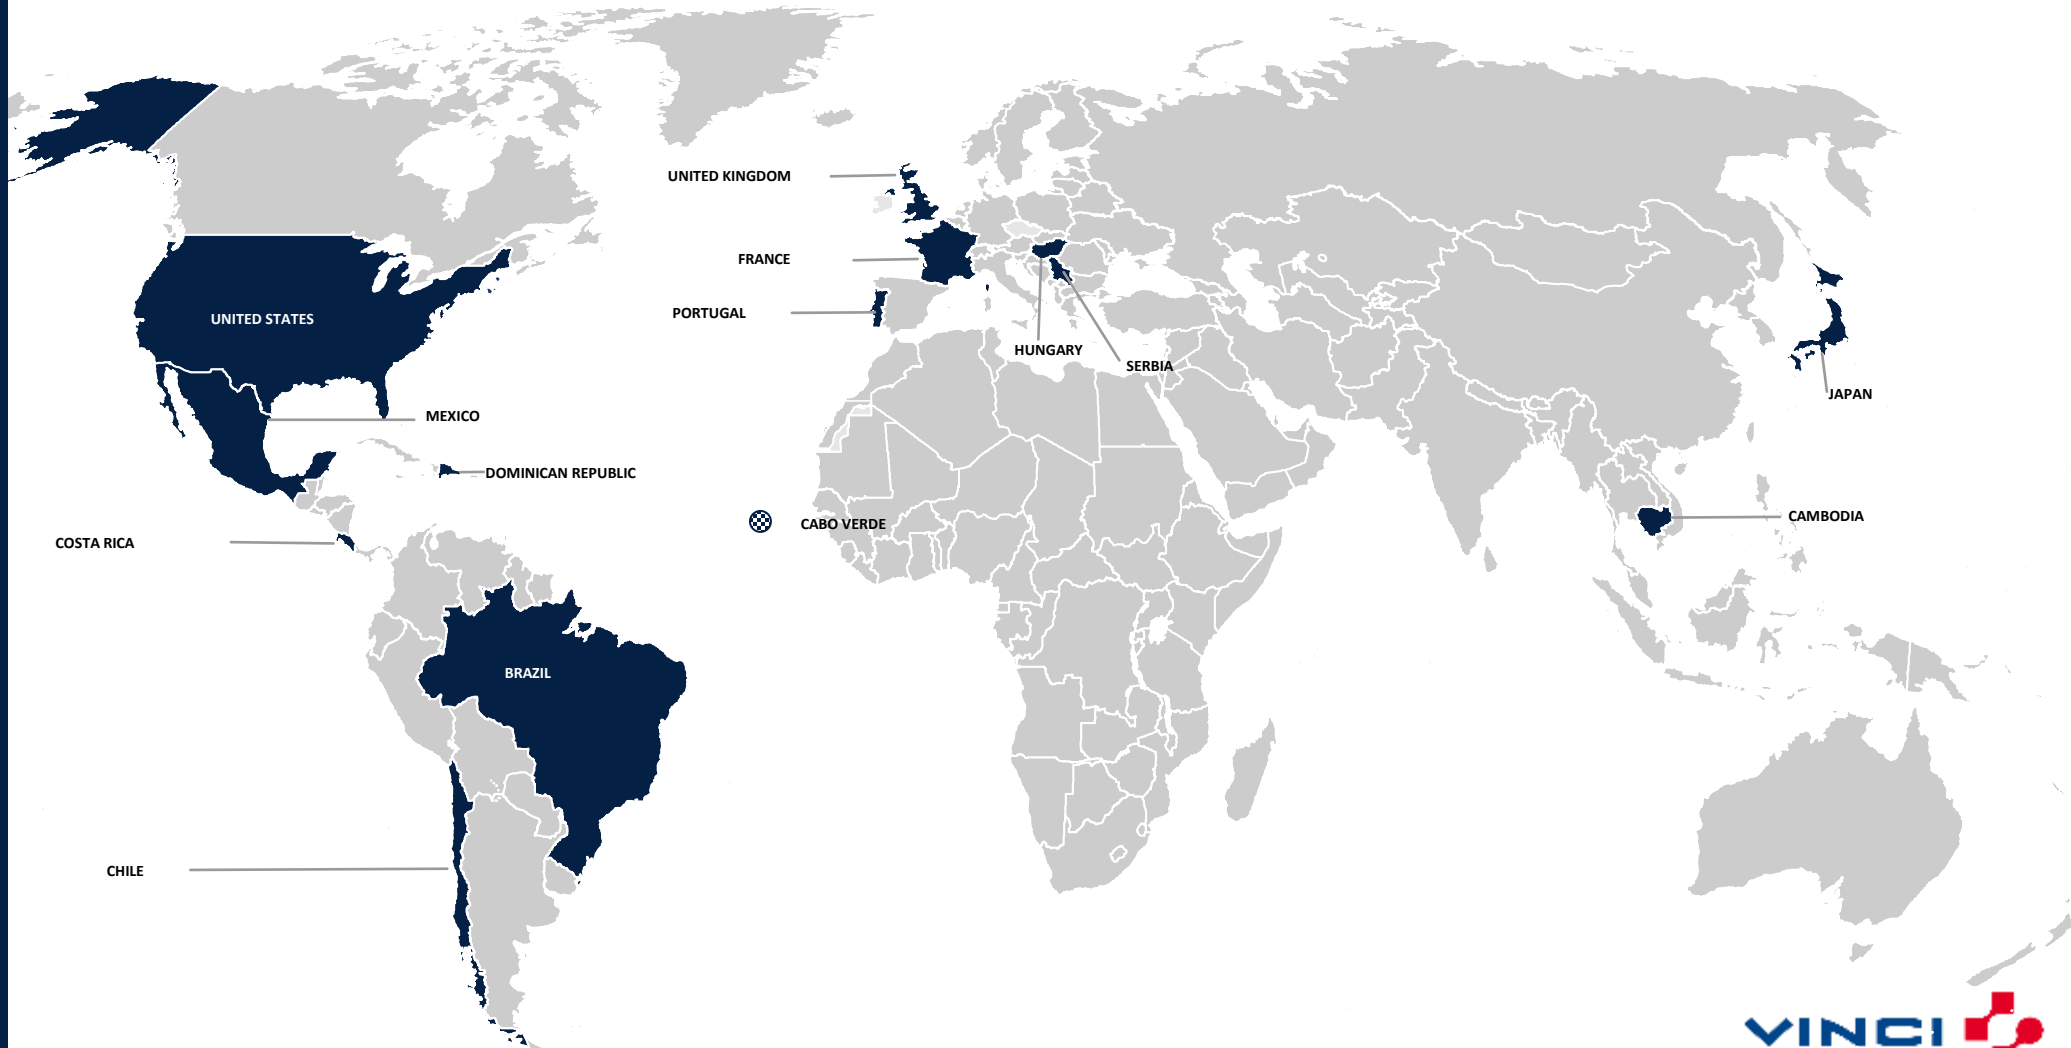 UNITED KINGDOM
FRANCE
PORTUGAL
UNITED STATES
HUNGARY
SERBIA
JAPAN
MEXICO
DOMINICAN REPUBLIC
CABO VERDE
CAMBODIA
COSTA RICA
BRAZIL
CHILE
VINCI